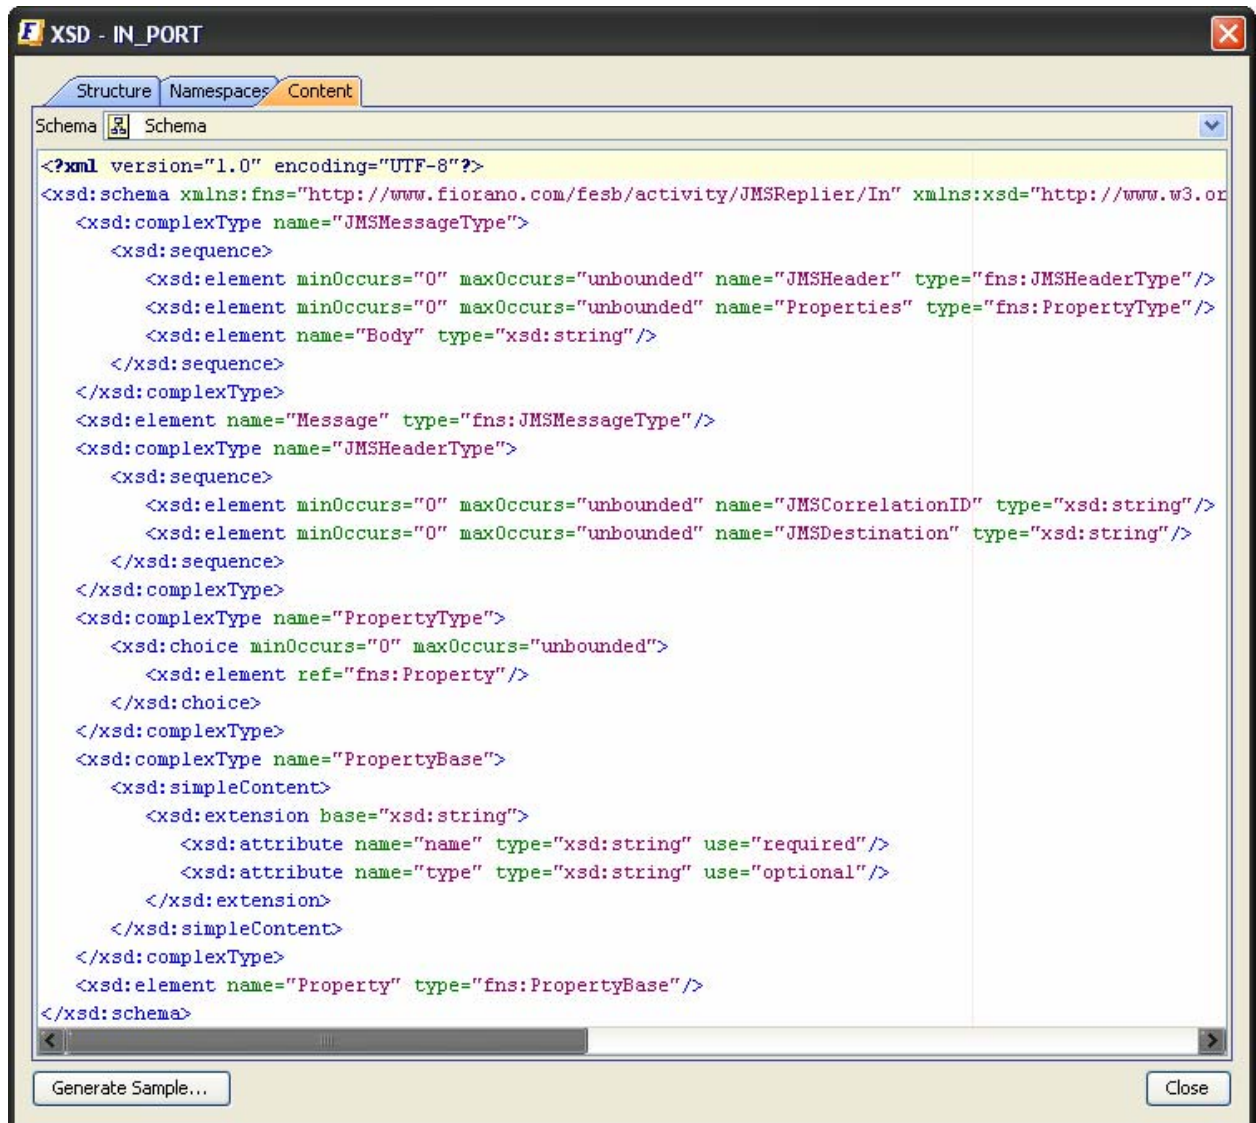 XSD - IN_PORT
Structure Namespaces Content
Schema Schema
<?xml version="1.0" encoding="UTF-8"?>
<xsd:schema xmlns:fns="http://www.fiorano.com/fesb/activity/JMSReplier/In" xmlns:xsd="http://www.w3.or
<xsd:complexType name="JMSMessageType">
<xsd:sequence>
<xsd:element minOccurs="0" maxOccurs="unbounded" name="JMSHeader" type="fns:JMSHeaderType"/>
<xsd:element minOccurs="0" maxOccurs="unbounded" name="Properties" type="fns:PropertyType"/>
<xsd:element name="Body" type="xsd:string"/>
</xsd:sequence>
</xsd:complexType>
<xsd:element name="Message" type="fns:JMSMessageType"/>
<xsd:complexType name="JMSHeaderType">
<xsd:sequence>
<xsd:element minOccurs="0" maxOccurs="unbounded" name="JMSCorrelationID" type="xsd:string"/>
<xsd:element minOccurs="0" maxOccurs="unbounded" name="JMSDestination" type="xsd:string"/>
</xsd:sequence>
</xsd:complexType>
<xsd:complexType name="PropertyType">
<xsd:choice minOccurs="0" maxOccurs="unbounded">
<xsd:element ref="fns:Property"/>
</xsd:choice>
</xsd:complexType>
<xsd:complexType name="PropertyBase">
<xsd:simpleContent>
<xsd:extension base="xsd:string">
<xsd:attribute name="name" type="xsd:string" use="required"/>
<xsd:attribute name="type" type="xsd:string" use="optional"/>
</xsd:extension>
</xsd:simpleContent>
</xsd:complexType>
<xsd:element name="Property" type="fns:PropertyBase"/>
</xsd:schema>
Generate Sample... Close